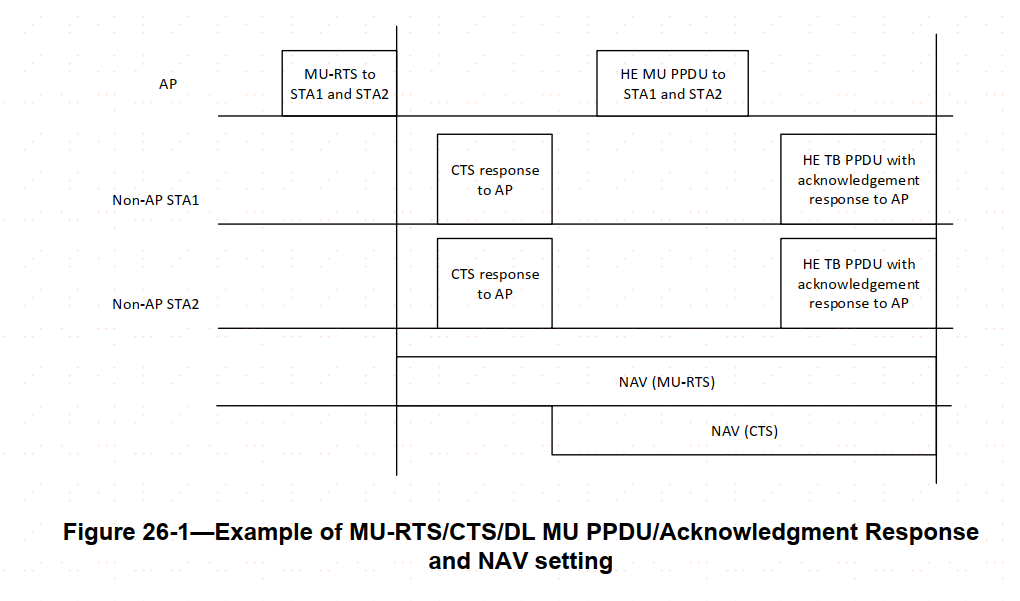 AP
MU-RTS to
STA1 and STA2
HE MU PPDU to
STA1 and STA2
Non-AP STA1
CTS response
to AP
HE TB PPDU with
acknowledgement
response to AP
Non-AP STA2
CTS response
to AP
HE TB PPDU with
acknowledgement
response to AP
NAV (MU-RTS)
NAV (CTS)
Figure 26-1—Example of MU-RTS/CTS/DL MU PPDU/Acknowledgment Response
and NAV setting